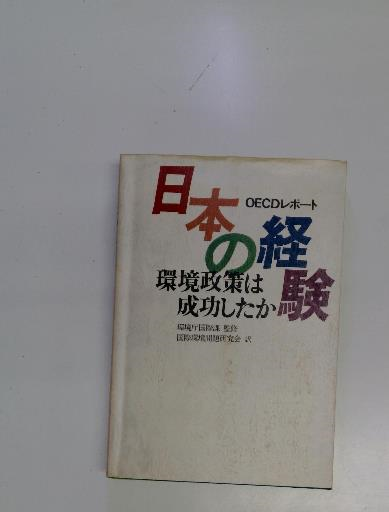 OECDレポート
日本の経験
環境政策は
成功したか
環境庁国際課 監修
国際環境問題研究会 訳